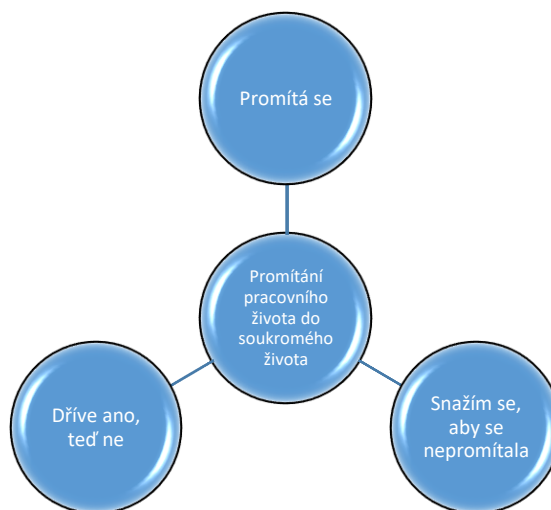 Promítá se
Promítání
pracovního
života do
soukromého
života
Dříve ano,
teď ne
Snažím se,
aby se
nepromítala